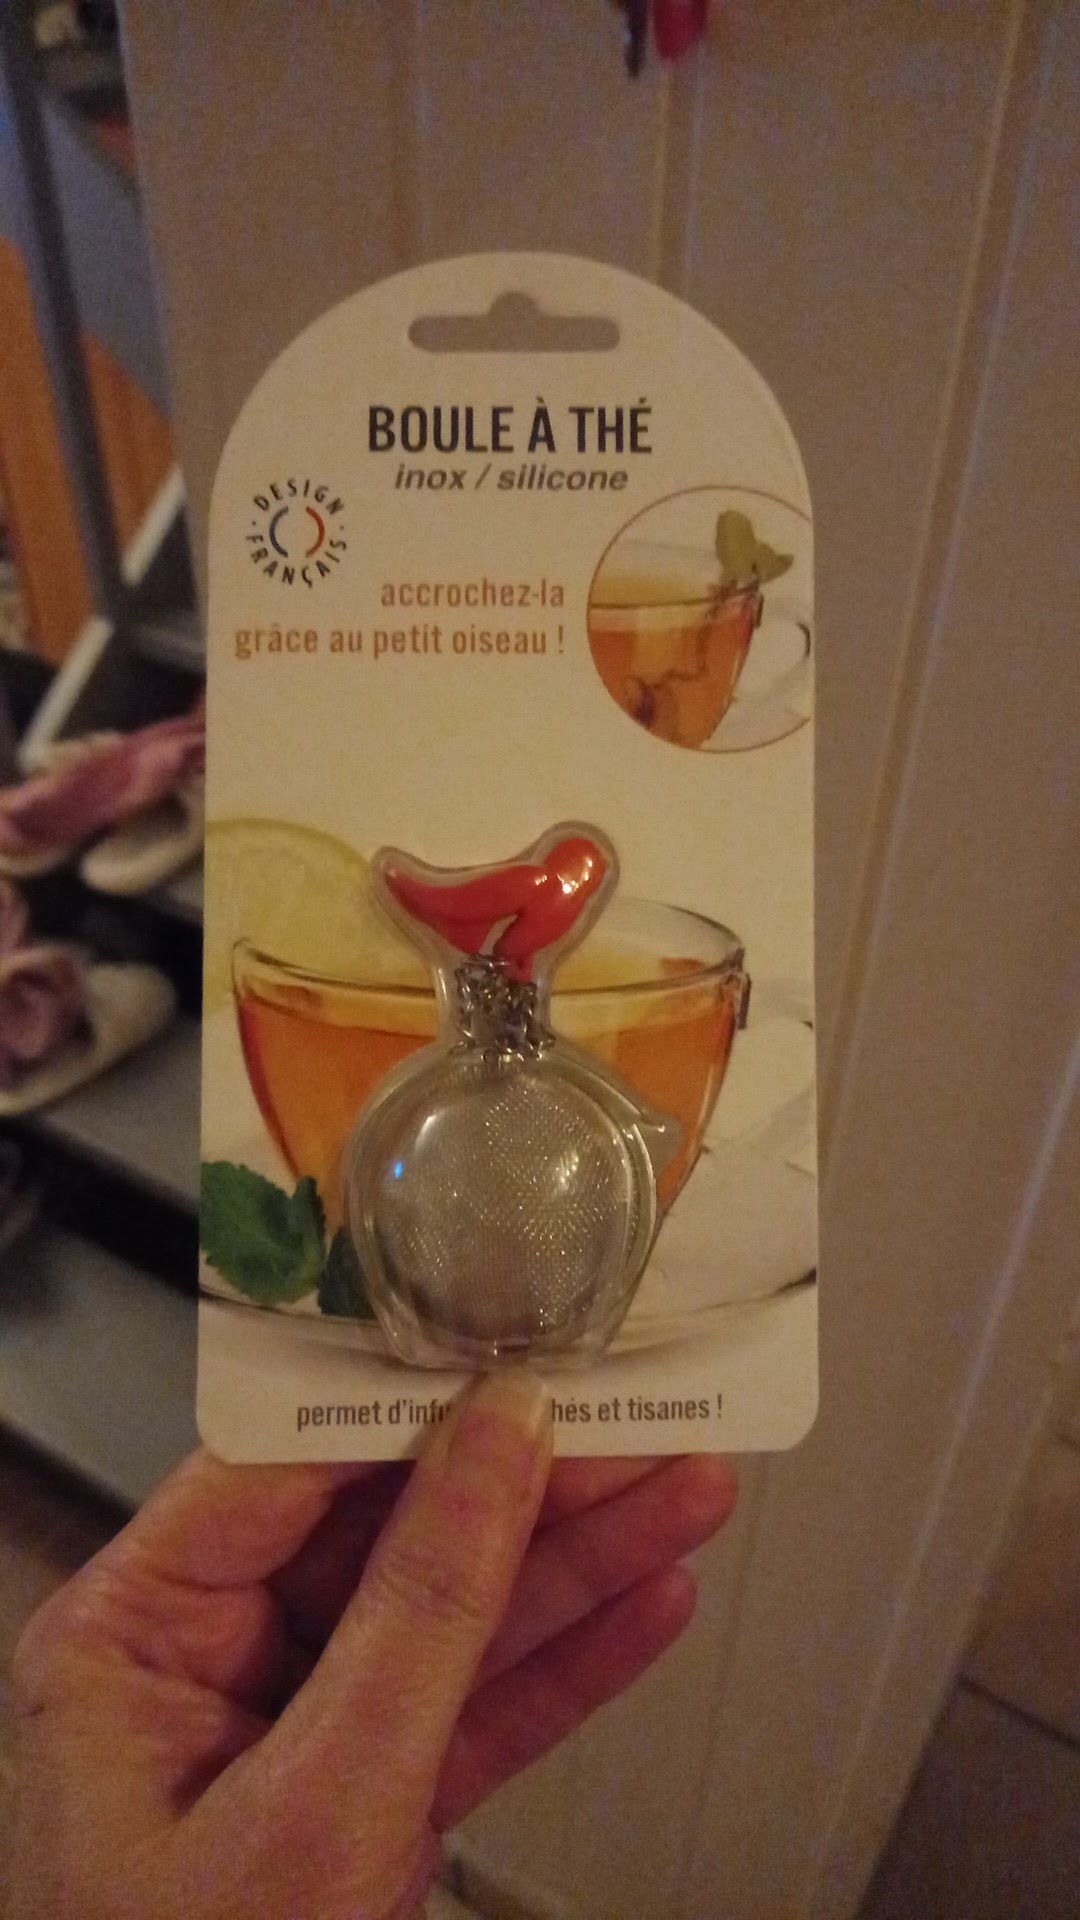 BOULE À THÉ
inox / silicone
DESIGN
FRANÇAIS
accrochez-la
grâce au petit oiseau !
permet d'infu hés et tisanes !